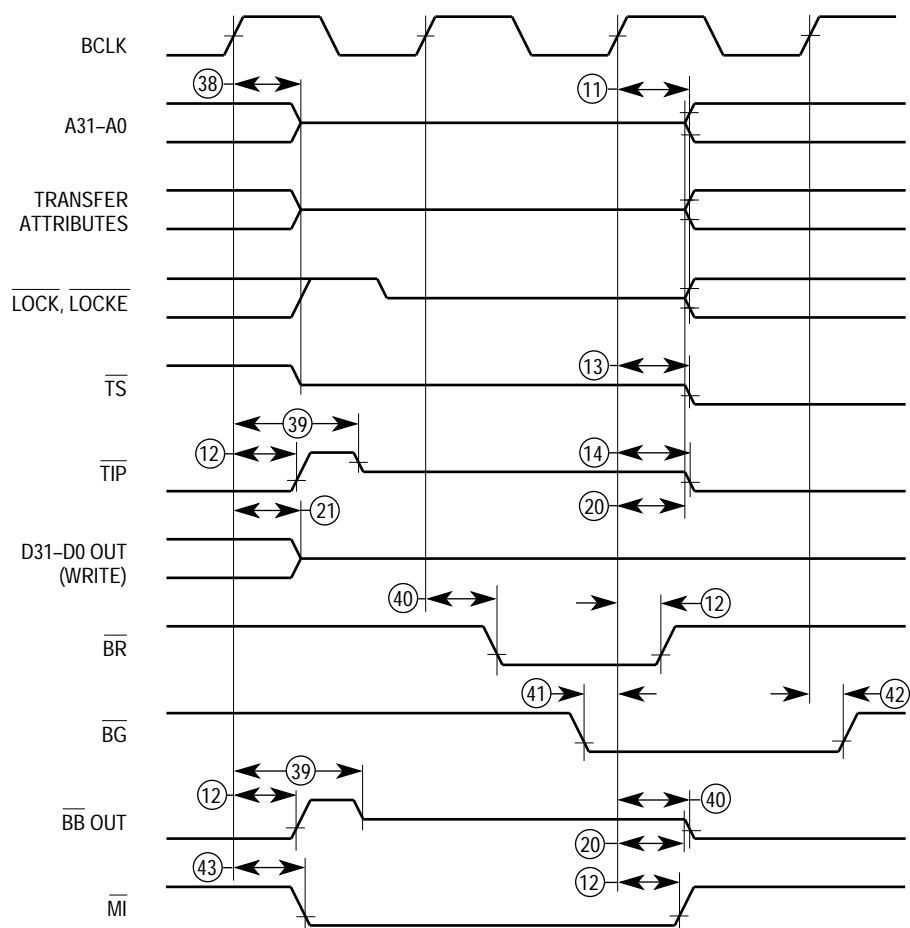 BCLK
38
11
A31–A0
TRANSFER
ATTRIBUTES
LOCK, LOCKE
13
TS
39
12
14
TIP
21
20
D31–D0 OUT
(WRITE)
40
12
BR
41
42
BG
39
12
40
BB OUT
20
43
12
MI